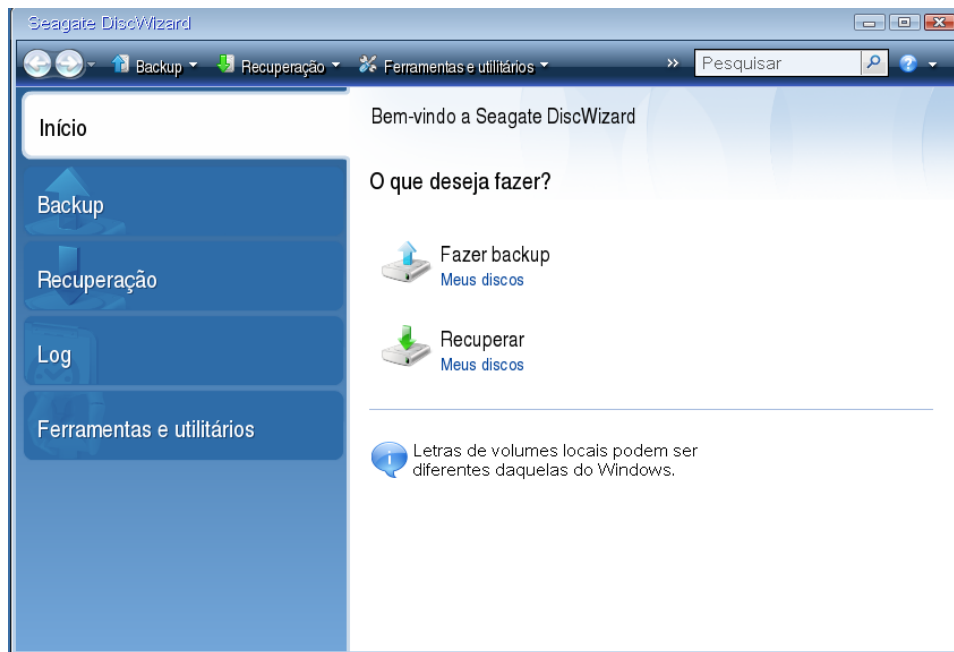 Seagate DiscWizard
Backup Recuperação Ferramentas e utilitários » Pesquisar
Início
Backup
Recuperação
Log
Ferramentas e utilitários
Bem-vindo a Seagate DiscWizard
O que deseja fazer?
Fazer backup
Meus discos
Recuperar
Meus discos
Letras de volumes locais podem ser
diferentes daquelas do Windows.